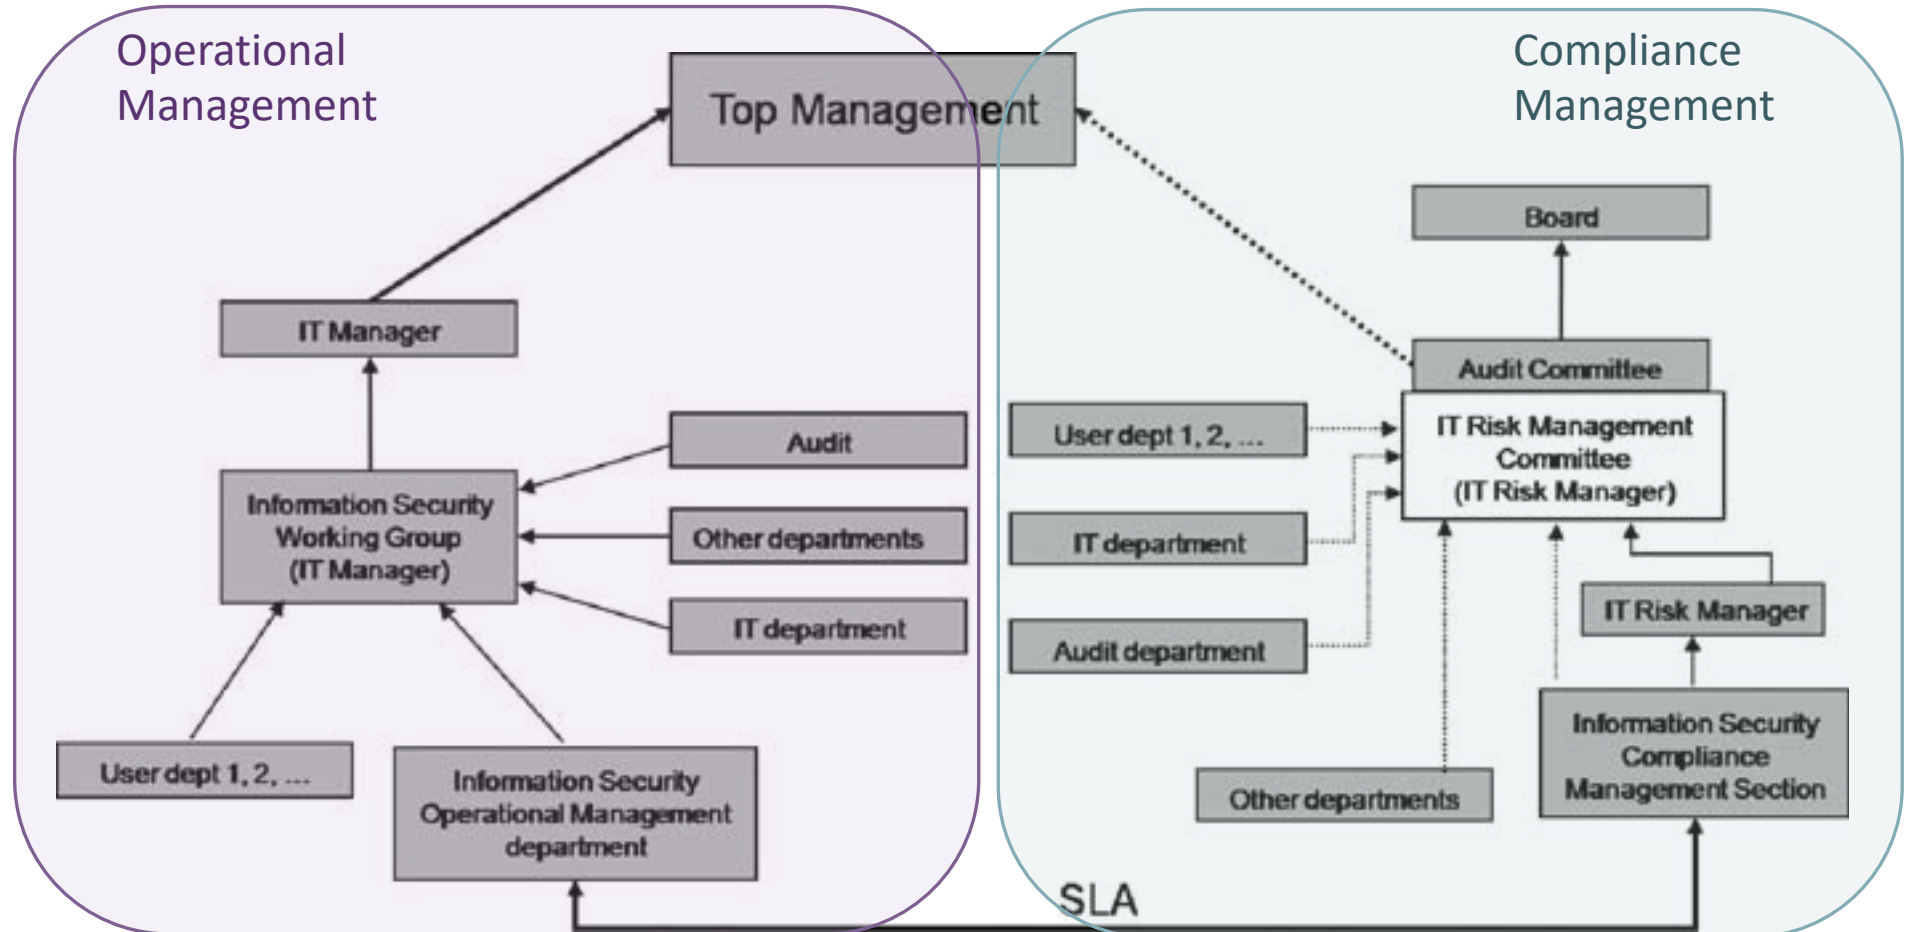 Operational
Management
Compliance
Management
Top Management
Board
IT Manager
Audit Committee
Audit
User dept 1, 2, ...
IT Risk Management
Committee
(IT Risk Manager)
Information Security
Working Group
(IT Manager)
Other departments
IT department
IT department
IT Risk Manager
Audit department
User dept 1, 2, ...
Information Security
Operational Management
department
Other departments
Information Security
Compliance
Management Section
SLA